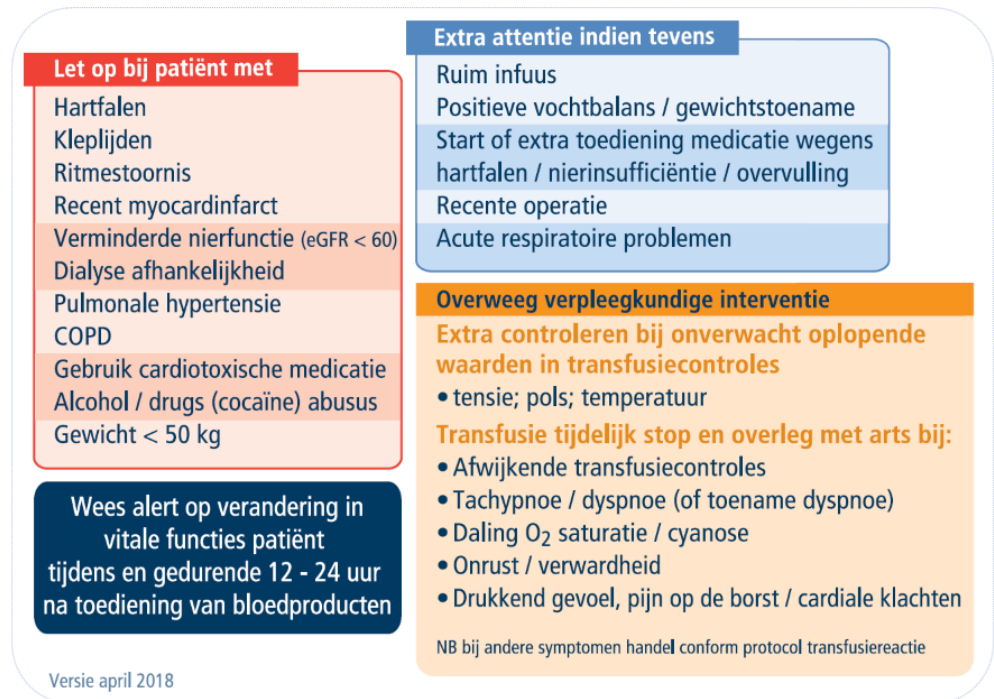 Let op bij patiënt met
Hartfalen
Kleplijden
Ritmestoornis
Recent myocardinfarct
Verminderde nierfunctie (eGFR < 60)
Dialyse afhankelijkheid
Pulmonale hypertensie
COPD
Gebruik cardiotoxische medicatie
Alcohol / drugs (cocaïne) abusus
Gewicht < 50 kg
Wees alert op verandering in
vitale functies patiënt
tijdens en gedurende 12 - 24 uur
na toediening van bloedproducten
Versie april 2018
Extra attentie indien tevens
Ruim infuus
Positieve vochtbalans / gewichtstoename
Start of extra toediening medicatie wegens
hartfalen / nierinsufficiëntie / overvulling
Recente operatie
Acute respiratoire problemen
Overweeg verpleegkundige interventie
Extra controleren bij onverwacht oplopende
waarden in transfusiecontroles
• tensie; pols; temperatuur
Transfusie tijdelijk stop en overleg met arts bij:
• Afwijkende transfusiecontroles
• Tachypnoe / dyspnoe (of toename dyspnoe)
• Daling O₂ saturatie / cyanose
• Onrust / verwardheid
• Drukkend gevoel, pijn op de borst / cardiale klachten
NB bij andere symptomen handel conform protocol transfusiereactie